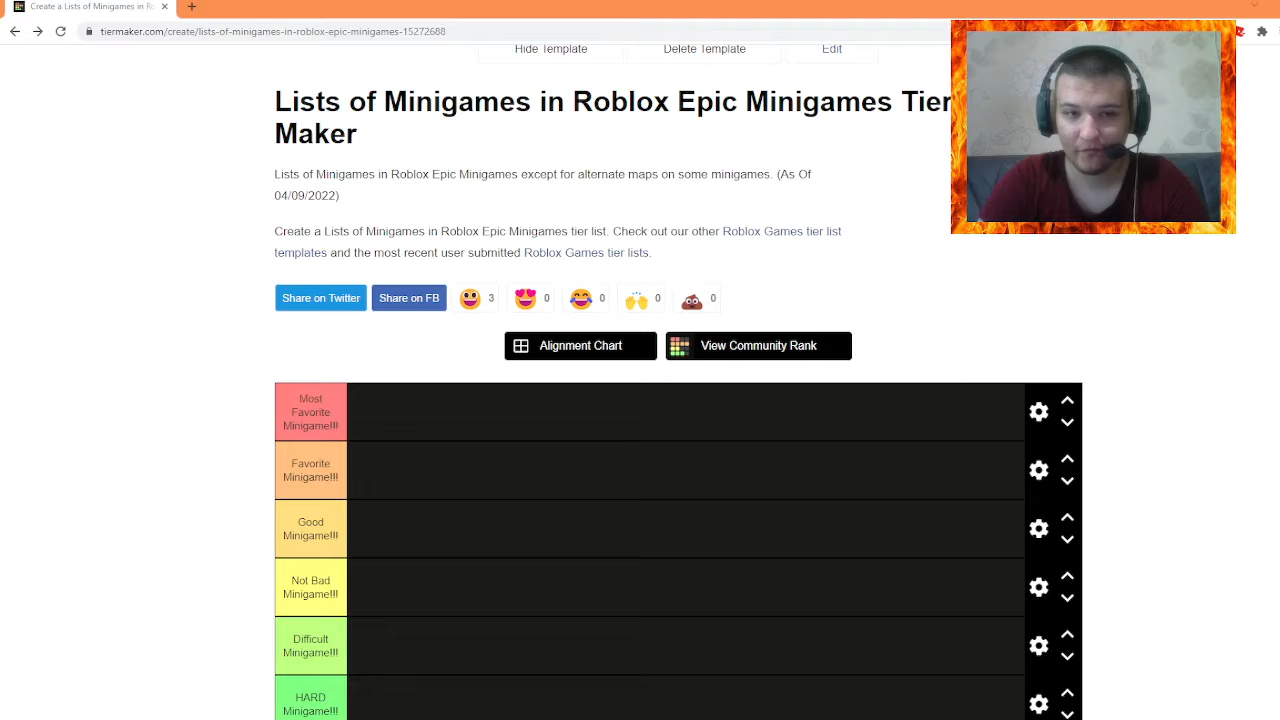 Create a Lists of Minigames in Ro
tiermaker.com/create/lists-of-minigames-in-roblox-epic-minigames-15272688
Hide Template
Delete Template
Edit
Lists of Minigames in Roblox Epic Minigames Tier
Maker
Lists of Minigames in Roblox Epic Minigames except for alternate maps on some minigames. (As Of
04/09/2022)
Create a Lists of Minigames in Roblox Epic Minigames tier list. Check out our other Roblox Games tier list
templates and the most recent user submitted Roblox Games tier lists.
Share on Twitter
Share on FB
3
0
0
0
0
Alignment Chart
View Community Rank
Most
Favorite
Minigame!!!
Favorite
Minigame!!!
Good
Minigame!!!
Not Bad
Minigame!!!
Difficult
Minigame!!!
HARD
Minigame!!!